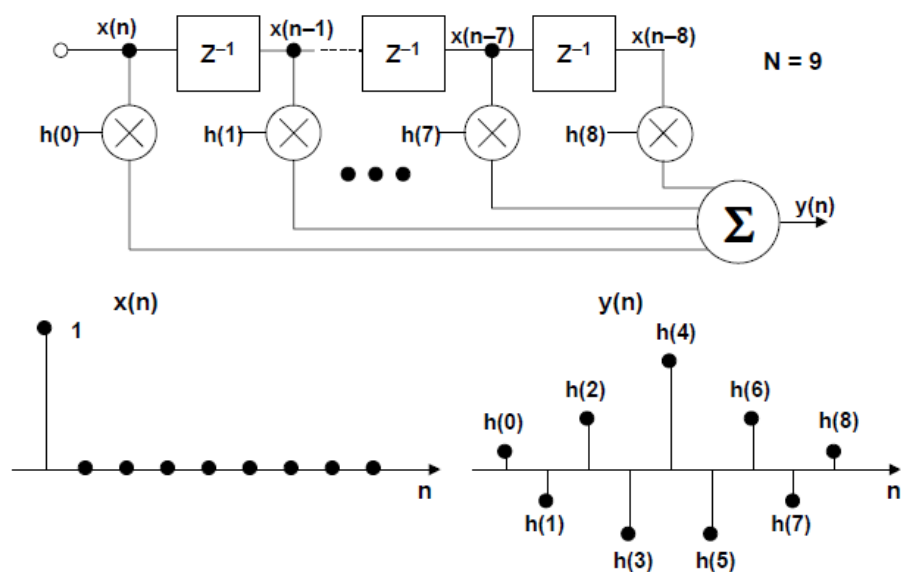 x(n) x(n–1) x(n–7) x(n–8)
Z–1 Z–1 Z–1 N = 9
h(0) h(1) h(7) h(8)
Σ y(n)
x(n) y(n)
1 h(4)
h(2) h(6)
h(0) h(8)
n n
h(1) h(7)
h(3) h(5)